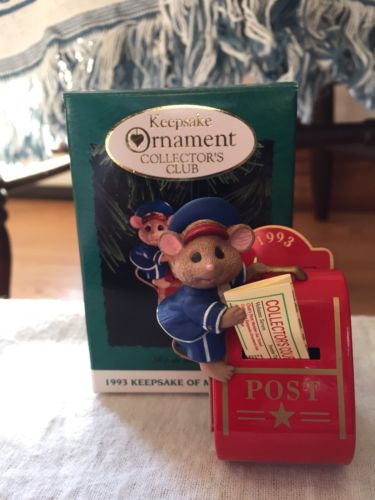 Keepsake
Ornament
COLLECTOR'S
CLUB
1993
COLLECTOR'S
POST
1993 KEEPSAKE OF M